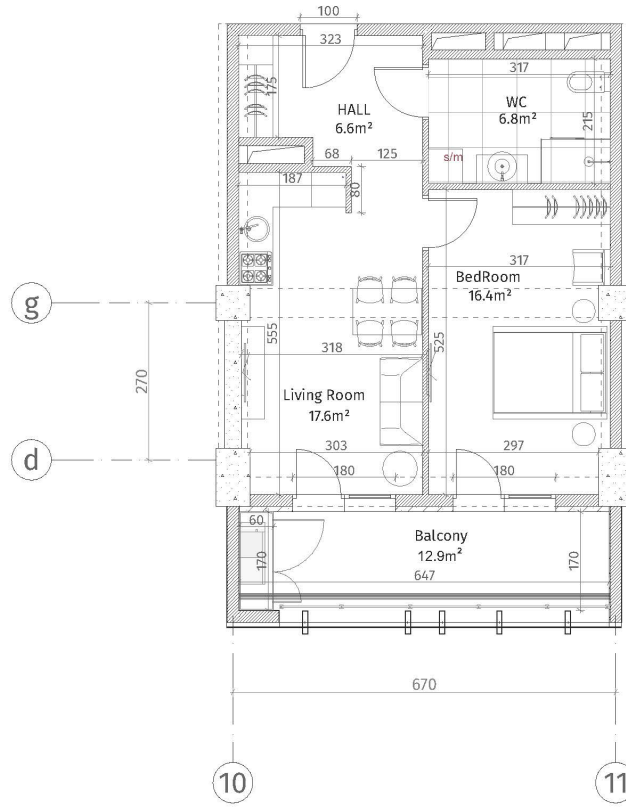 100
323
317
175
HALL
6.6m²
WC
6.8m²
215
s/m
68
125
187
80
317
BedRoom
16.4m²
g
270
555
525
318
Living Room
17.6m²
d
303
297
180
180
60
Balcony
12.9m²
170
170
647
670
10
11